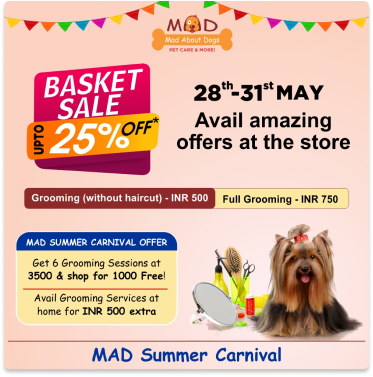 MAD
Mad About Dogs
PET CARE & MORE!
BASKET
SALE
UPTO
25% OFF*
28th-31st MAY
Avail amazing
offers at the store
Grooming (without haircut) - INR 500
Full Grooming - INR 750
MAD SUMMER CARNIVAL OFFER
Get 6 Grooming Sessions at
3500 & shop for 1000 Free!
Avail Grooming Services at
home for INR 500 extra
MAD Summer Carnival